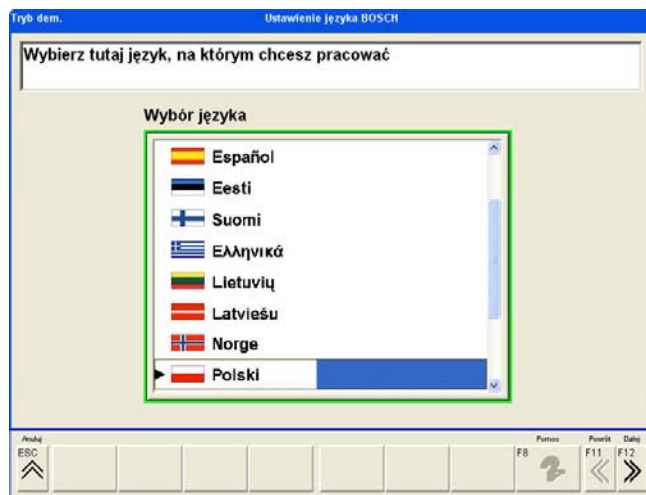 Tryb dem.
Ustawienie języka BOSCH
Wybierz tutaj język, na którym chcesz pracować
Wybór języka
Español
Eesti
Suomi
Ελληνικά
Lietuvių
Latviešu
Norge
Polski
Anuluj
ESC
Pomoc
F8
Powrót
F11
Dalej
F12